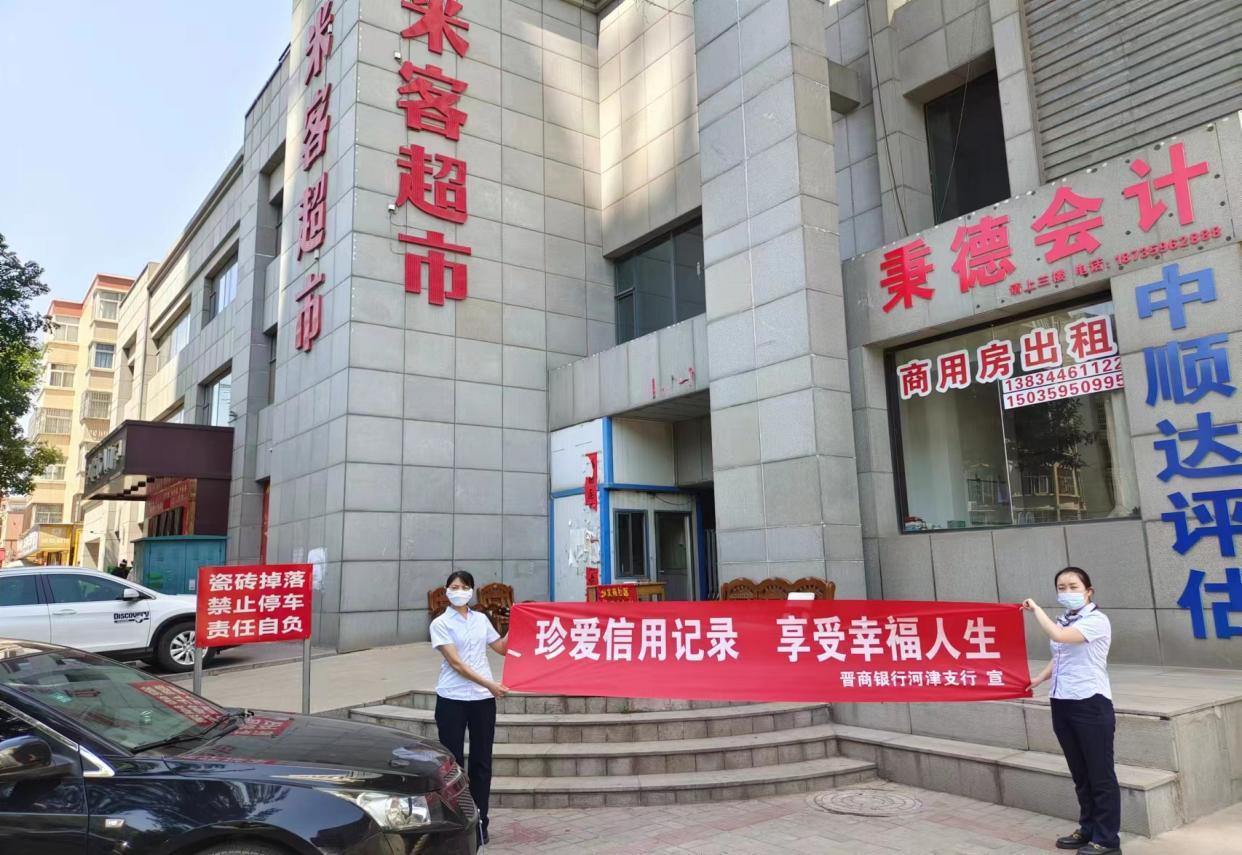 米客超市
来客超市
秉德会计
请上三楼 电话：18735962888
商用房出租
13834461122
15035950995
中顺达评估
瓷砖掉落
禁止停车
责任自负
DISCOVERY
珍爱信用记录 享受幸福人生
晋商银行河津支行 宣